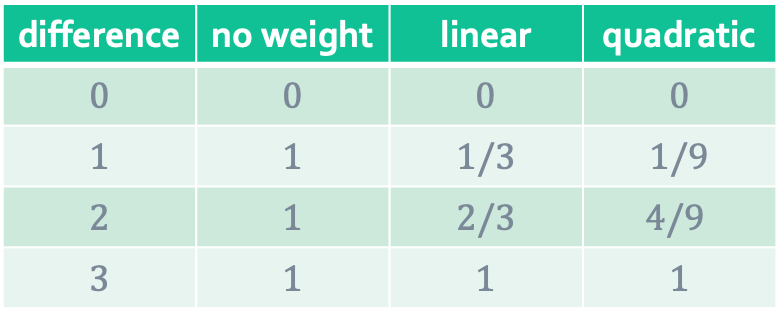 difference no weight linear quadratic
0 0 0 0
1 1 1/3 1/9
2 1 2/3 4/9
3 1 1 1